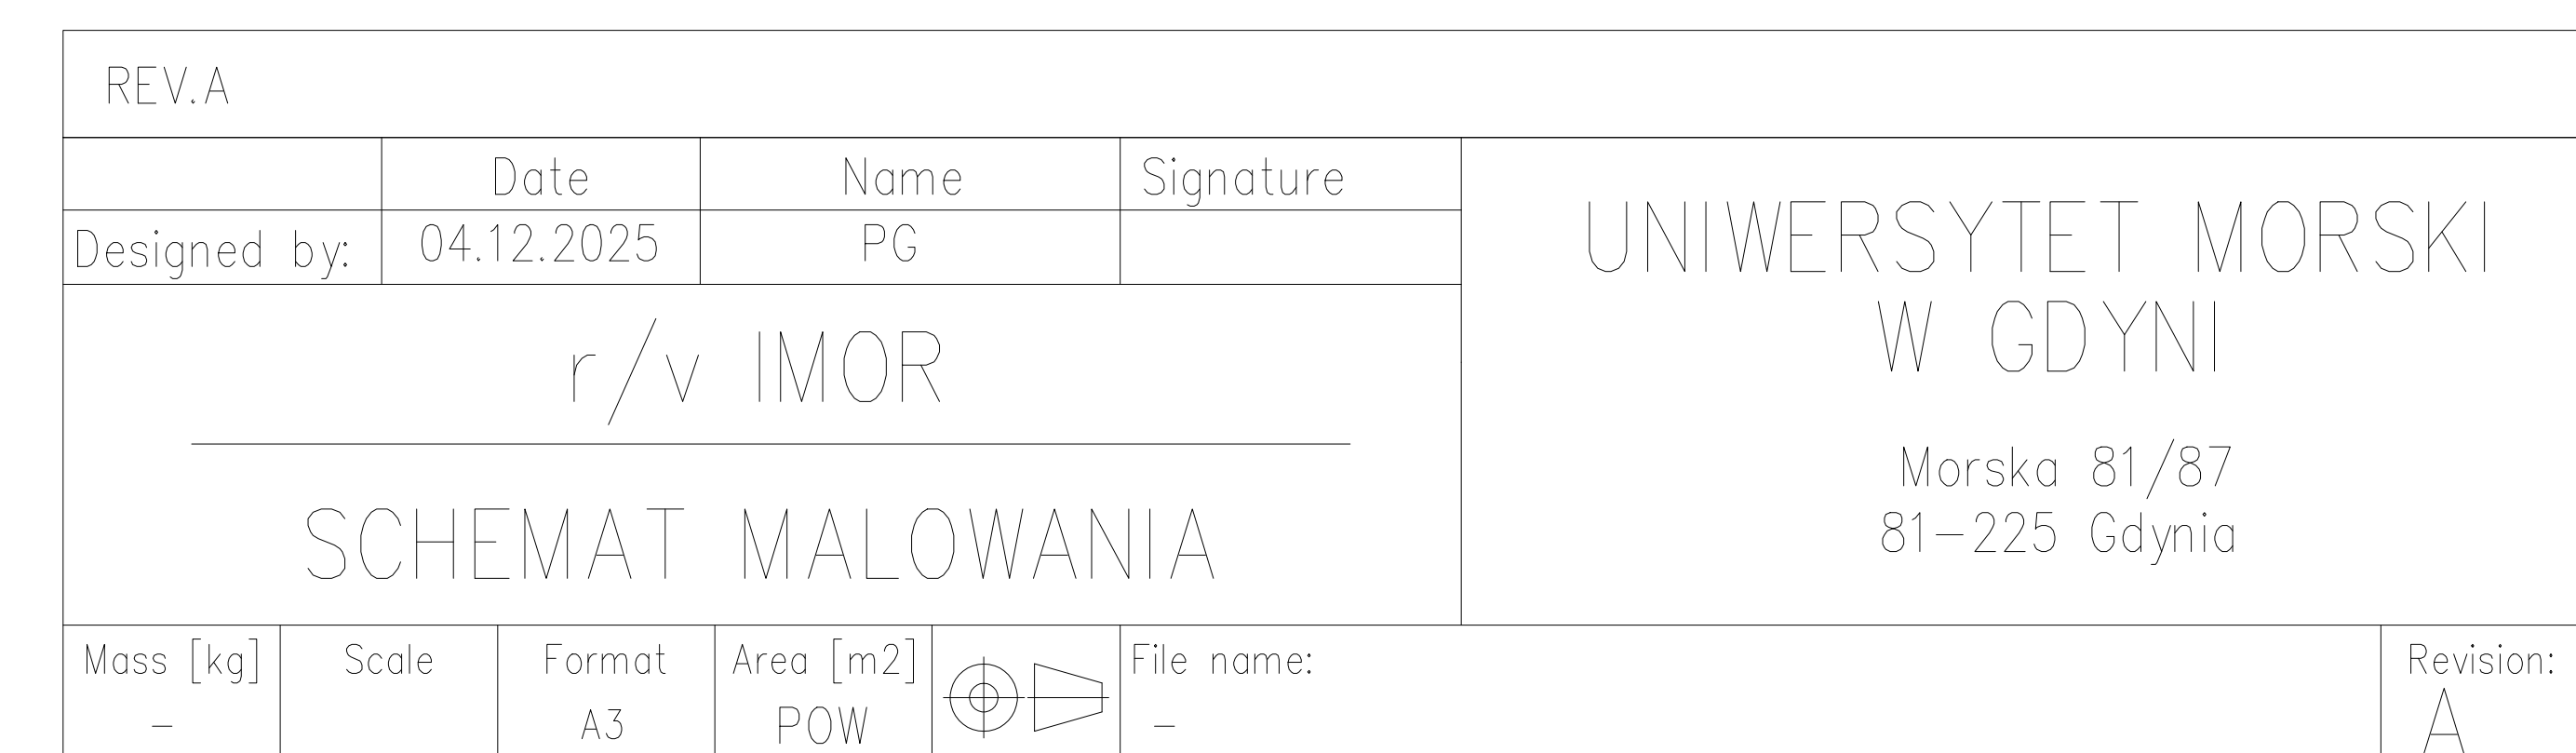 REV.A
Date Name Signature
Designed by: 04.12.2025 PG
r/v IMOR
SCHEMAT MALOWANIA
UNIWERSYTET MORSKI
W GDYNI
Morska 81/87
81-225 Gdynia
Mass [kg] Scale Format Area [m2] File name: Revision:
- A3 POW - A